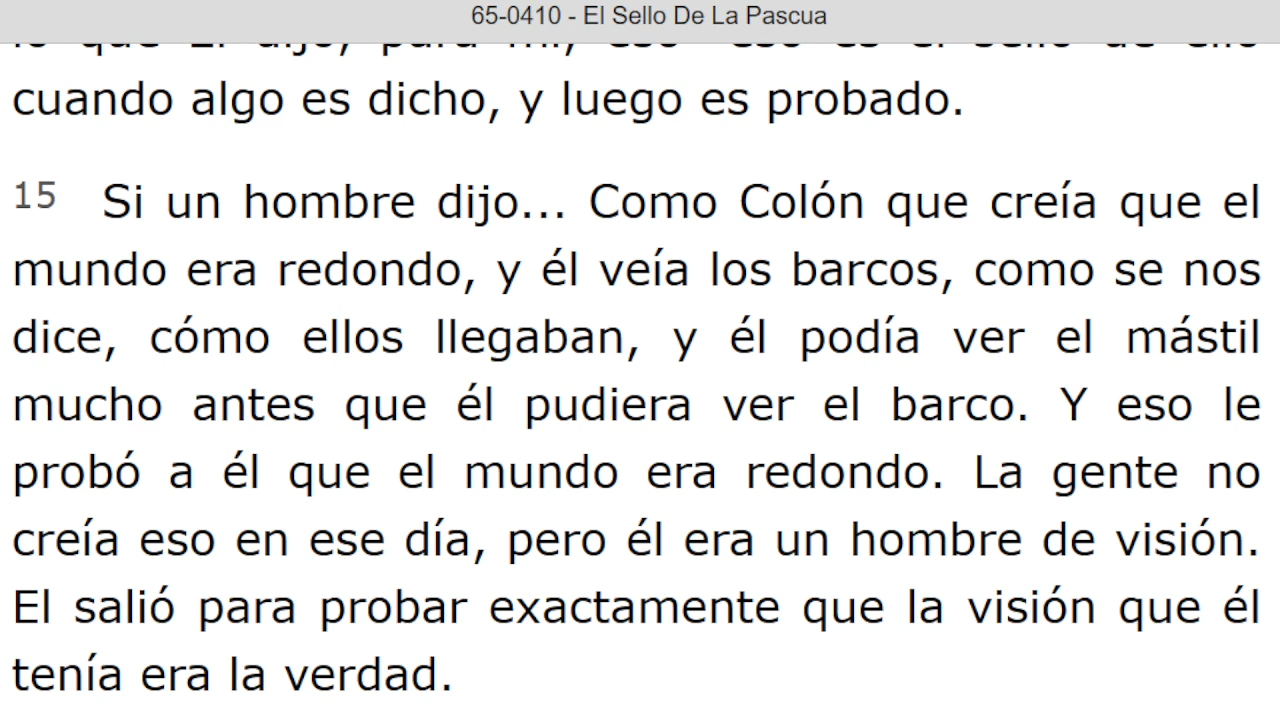 65-0410 - El Sello De La Pascua
cuando algo es dicho, y luego es probado.
15 Si un hombre dijo... Como Colón que creía que el
mundo era redondo, y él veía los barcos, como se nos
dice, cómo ellos llegaban, y él podía ver el mástil
mucho antes que él pudiera ver el barco. Y eso le
probó a él que el mundo era redondo. La gente no
creía eso en ese día, pero él era un hombre de visión.
El salió para probar exactamente que la visión que él
tenía era la verdad.